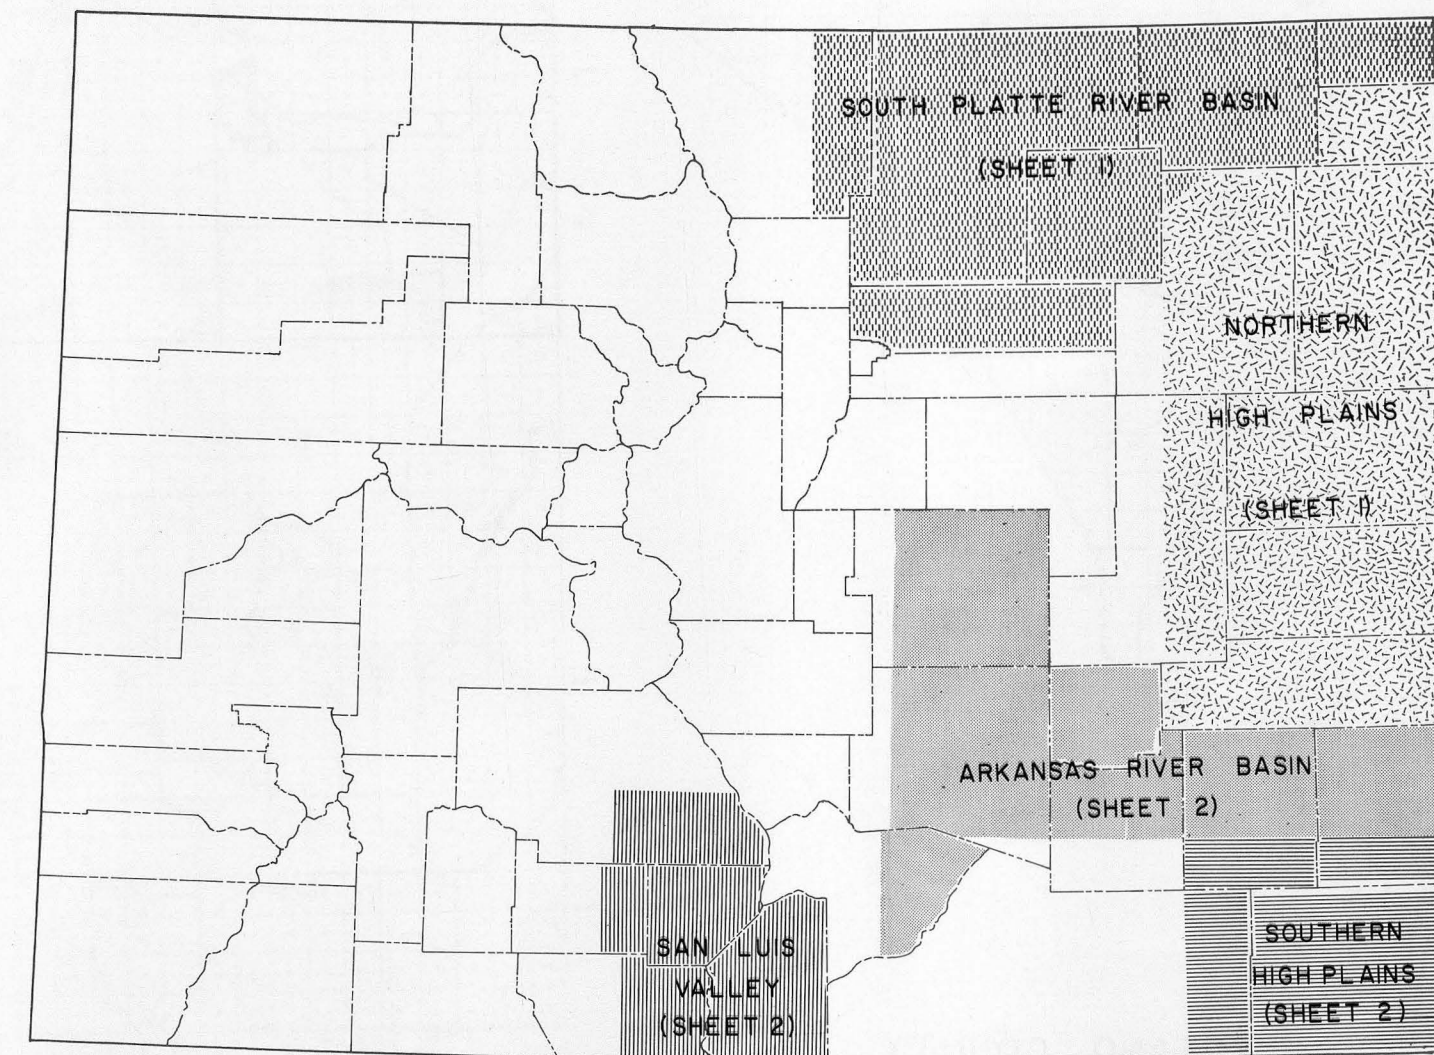 SOUTH PLATTE RIVER BASIN
(SHEET 1)
NORTHERN
HIGH PLAINS
(SHEET 1)
ARKANSAS RIVER BASIN
(SHEET 2)
SAN LUIS
VALLEY
(SHEET 2)
SOUTHERN
HIGH PLAINS
(SHEET 2)